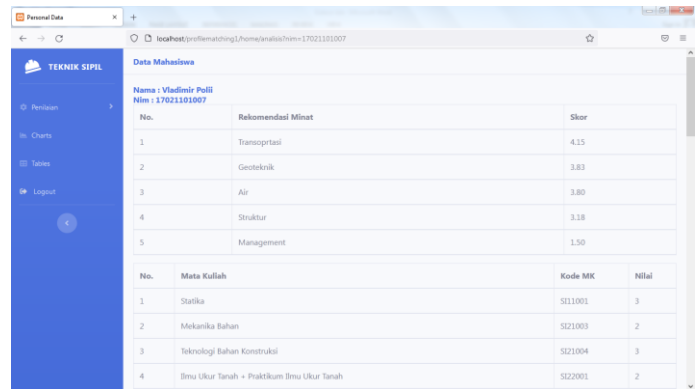 Personal Data
localhost/profilematching1/home/analisis?nim=17021101007
TEKNIK SIPIL
Penilaian
Charts
Tables
Logout
Data Mahasiswa
Nama : Vladimir Polii
Nim : 17021101007
No. Rekomendasi Minat Skor
1 Transoprtasi 4.15
2 Geoteknik 3.83
3 Air 3.80
4 Struktur 3.18
5 Management 1.50
No. Mata Kuliah Kode MK Nilai
1 Statika SI11001 3
2 Mekanika Bahan SI21003 2
3 Teknologi Bahan Konstruksi SI21004 3
4 Ilmu Ukur Tanah + Praktikum Ilmu Ukur Tanah SI22001 2